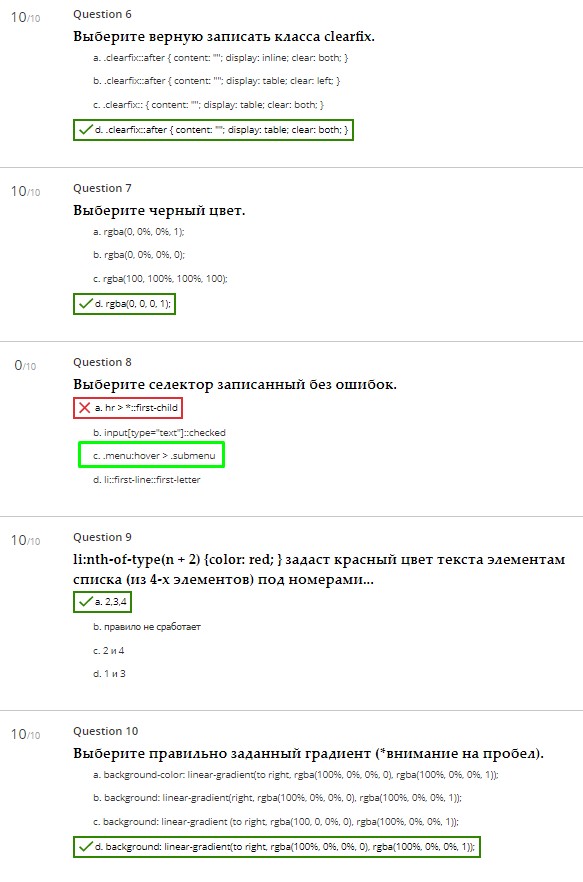 10/10
Question 6
Выберите верную записать класса clearfix.
a. .clearfix::after { content: ""; display: inline; clear: both; }
b. .clearfix::after { content: ""; display: table; clear: left; }
c. .clearfix:: { content: ""; display: table; clear: both; }
d. .clearfix::after { content: ""; display: table; clear: both; }
10/10
Question 7
Выберите черный цвет.
a. rgba(0, 0%, 0%, 1);
b. rgba(0, 0%, 0%, 0);
c. rgba(100, 100%, 100%, 100);
d. rgba(0, 0, 0, 1);
0/10
Question 8
Выберите селектор записанный без ошибок.
a. hr > *::first-child
b. input[type="text"]::checked
c. .menu:hover > .submenu
d. li::first-line::first-letter
10/10
Question 9
li:nth-of-type(n + 2) {color: red; } задаст красный цвет текста элементам
списка (из 4-х элементов) под номерами...
a. 2,3,4
b. правило не сработает
c. 2 и 4
d. 1 и 3
10/10
Question 10
Выберите правильно заданный градиент (*внимание на пробел).
a. background-color: linear-gradient(to right, rgba(100%, 0%, 0%, 0), rgba(100%, 0%, 0%, 1));
b. background: linear-gradient(right, rgba(100%, 0%, 0%, 0), rgba(100%, 0%, 0%, 1));
c. background: linear-gradient (to right, rgba(100, 0, 0%, 0), rgba(100%, 0%, 0%, 1));
d. background: linear-gradient(to right, rgba(100%, 0%, 0%, 0), rgba(100%, 0%, 0%, 1));